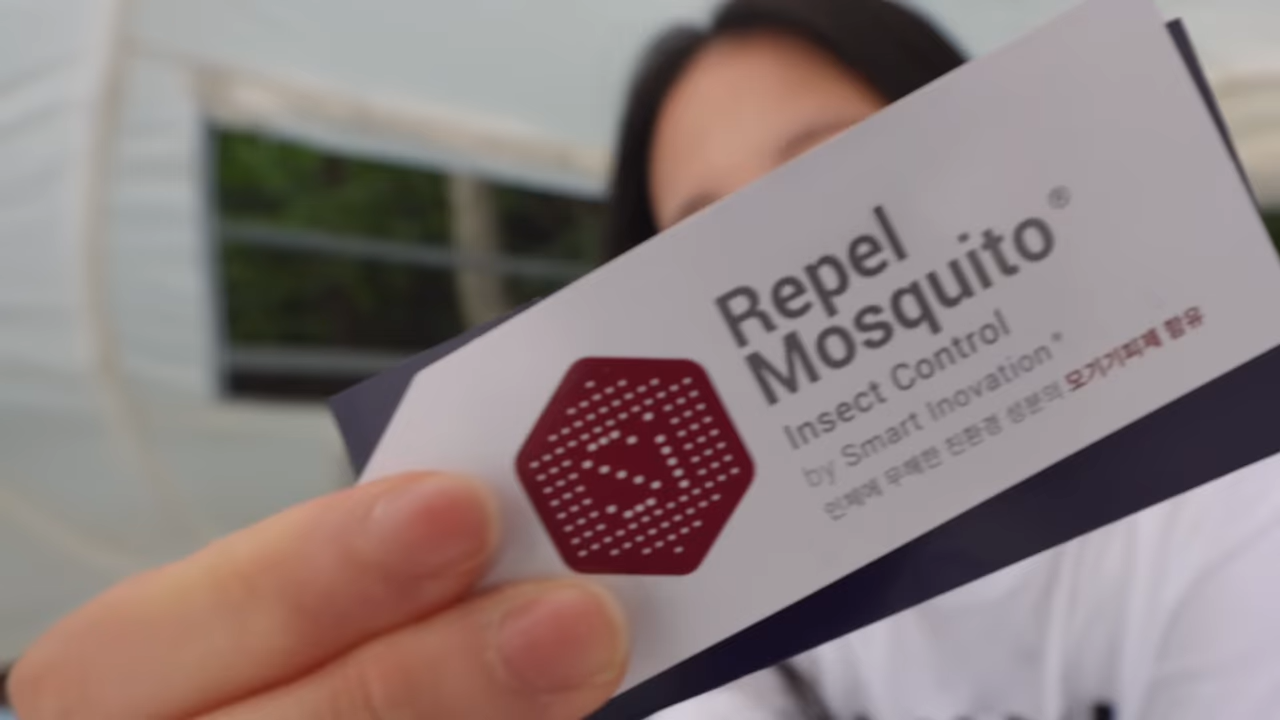 Repel
Mosquito®
Insect Control
by Smart Inovation®
인체에 무해한 친환경 성분의 모기기피제 함유